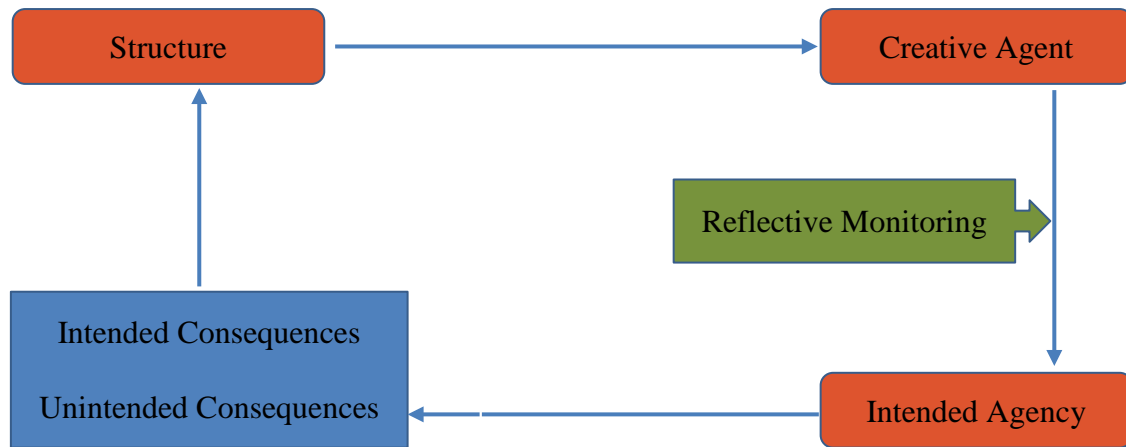 Structure
Creative Agent
Reflective Monitoring
Intended Consequences
Unintended Consequences
Intended Agency